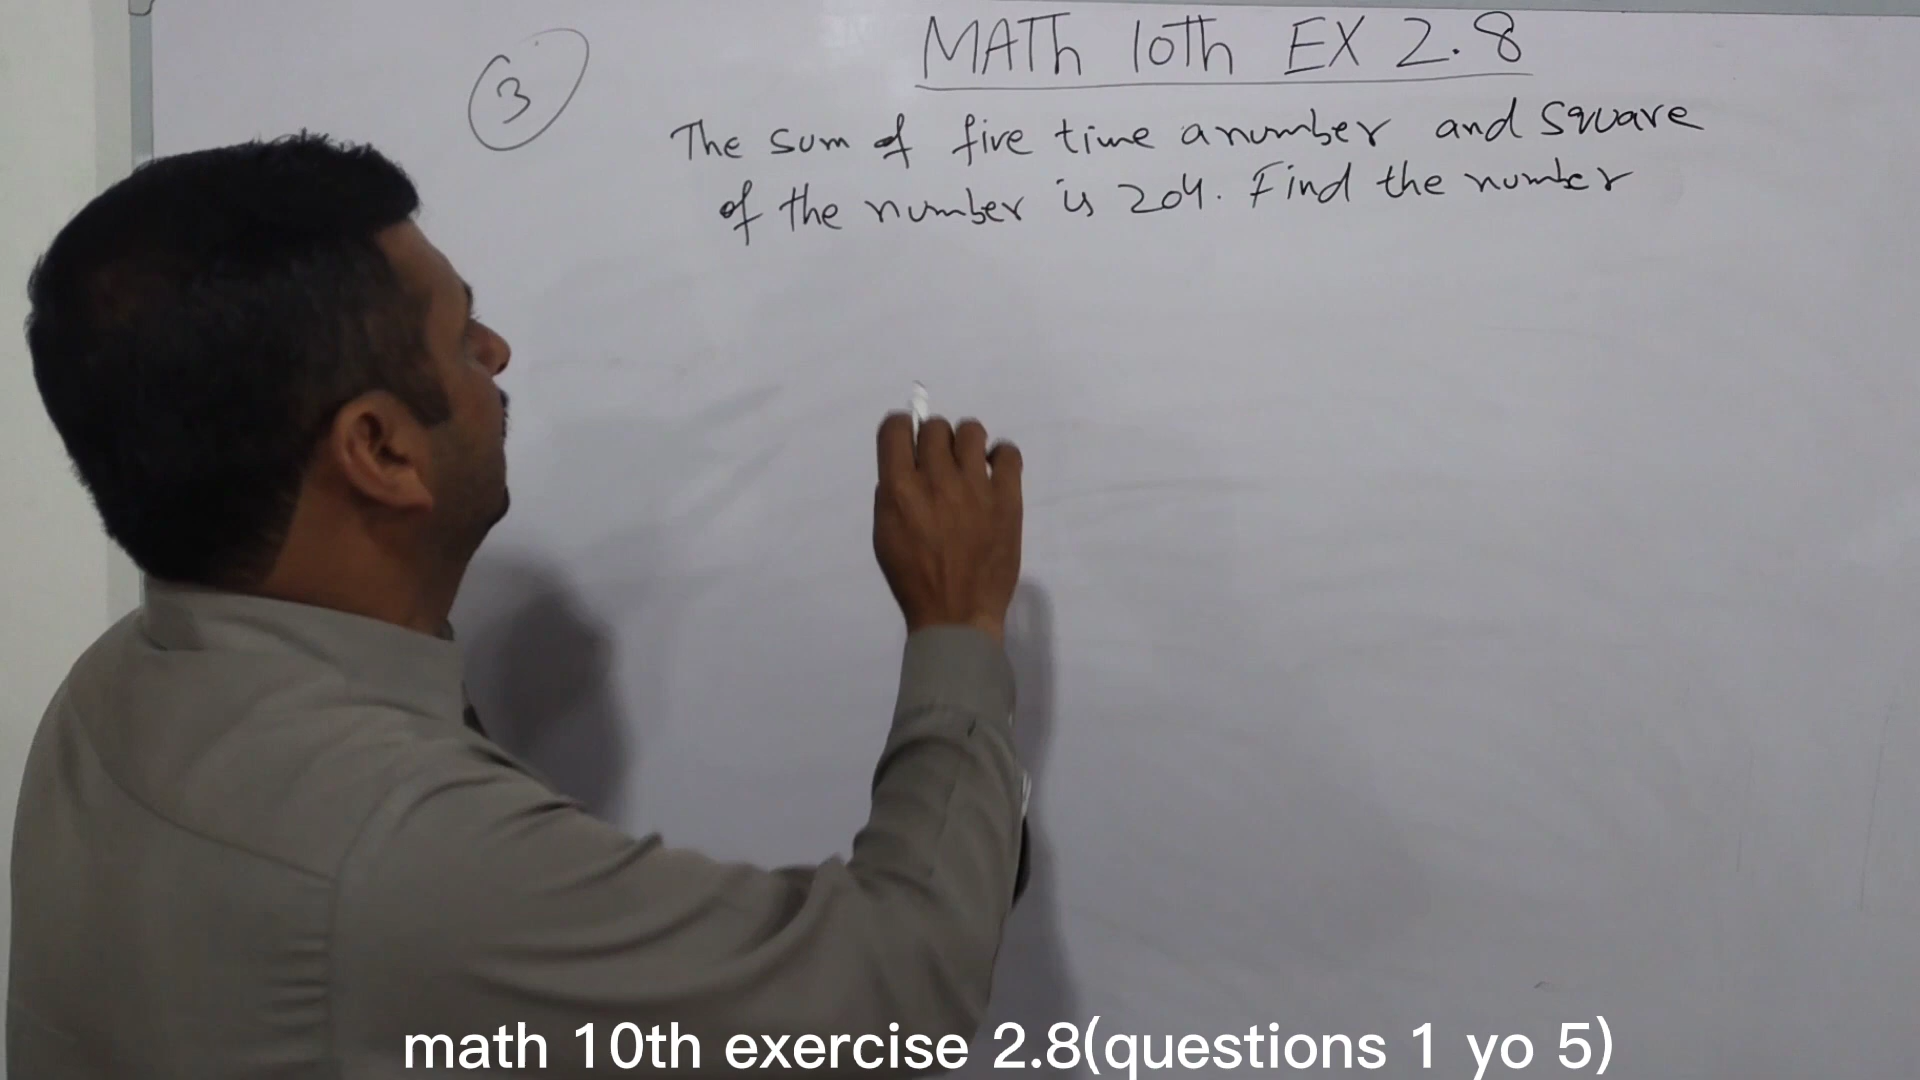 MATH 10th EX 2.8
3
The sum of five time a number and square
of the number is 204. Find the number
math 10th exercise 2.8(questions 1 yo 5)